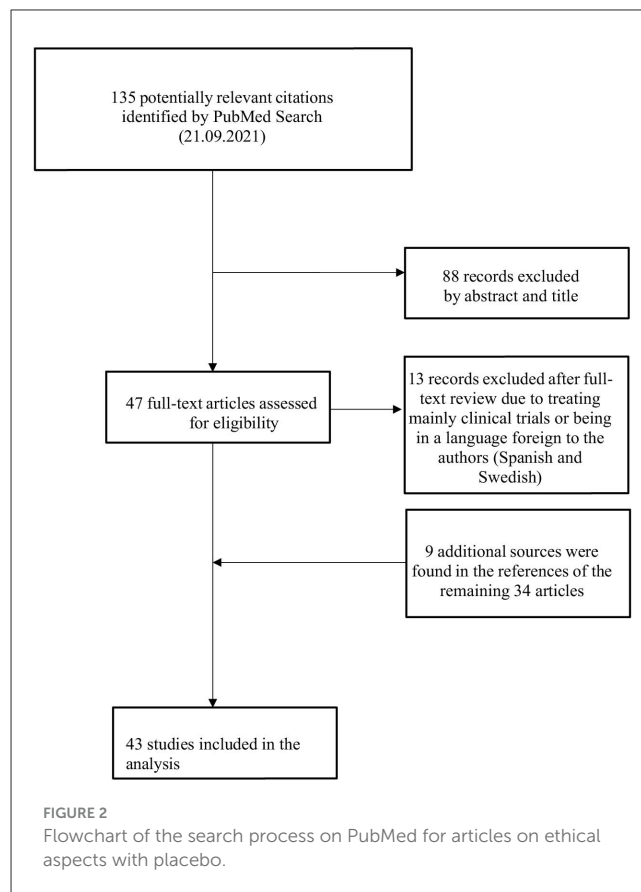 135 potentially relevant citations
identified by PubMed Search
(21.09.2021)
88 records excluded
by abstract and title
47 full-text articles assessed
for eligibility
13 records excluded after full-
text review due to treating
mainly clinical trials or being
in a language foreign to the
authors (Spanish and
Swedish)
9 additional sources were
found in the references of the
remaining 34 articles
43 studies included in the
analysis
FIGURE 2
Flowchart of the search process on PubMed for articles on ethical
aspects with placebo.